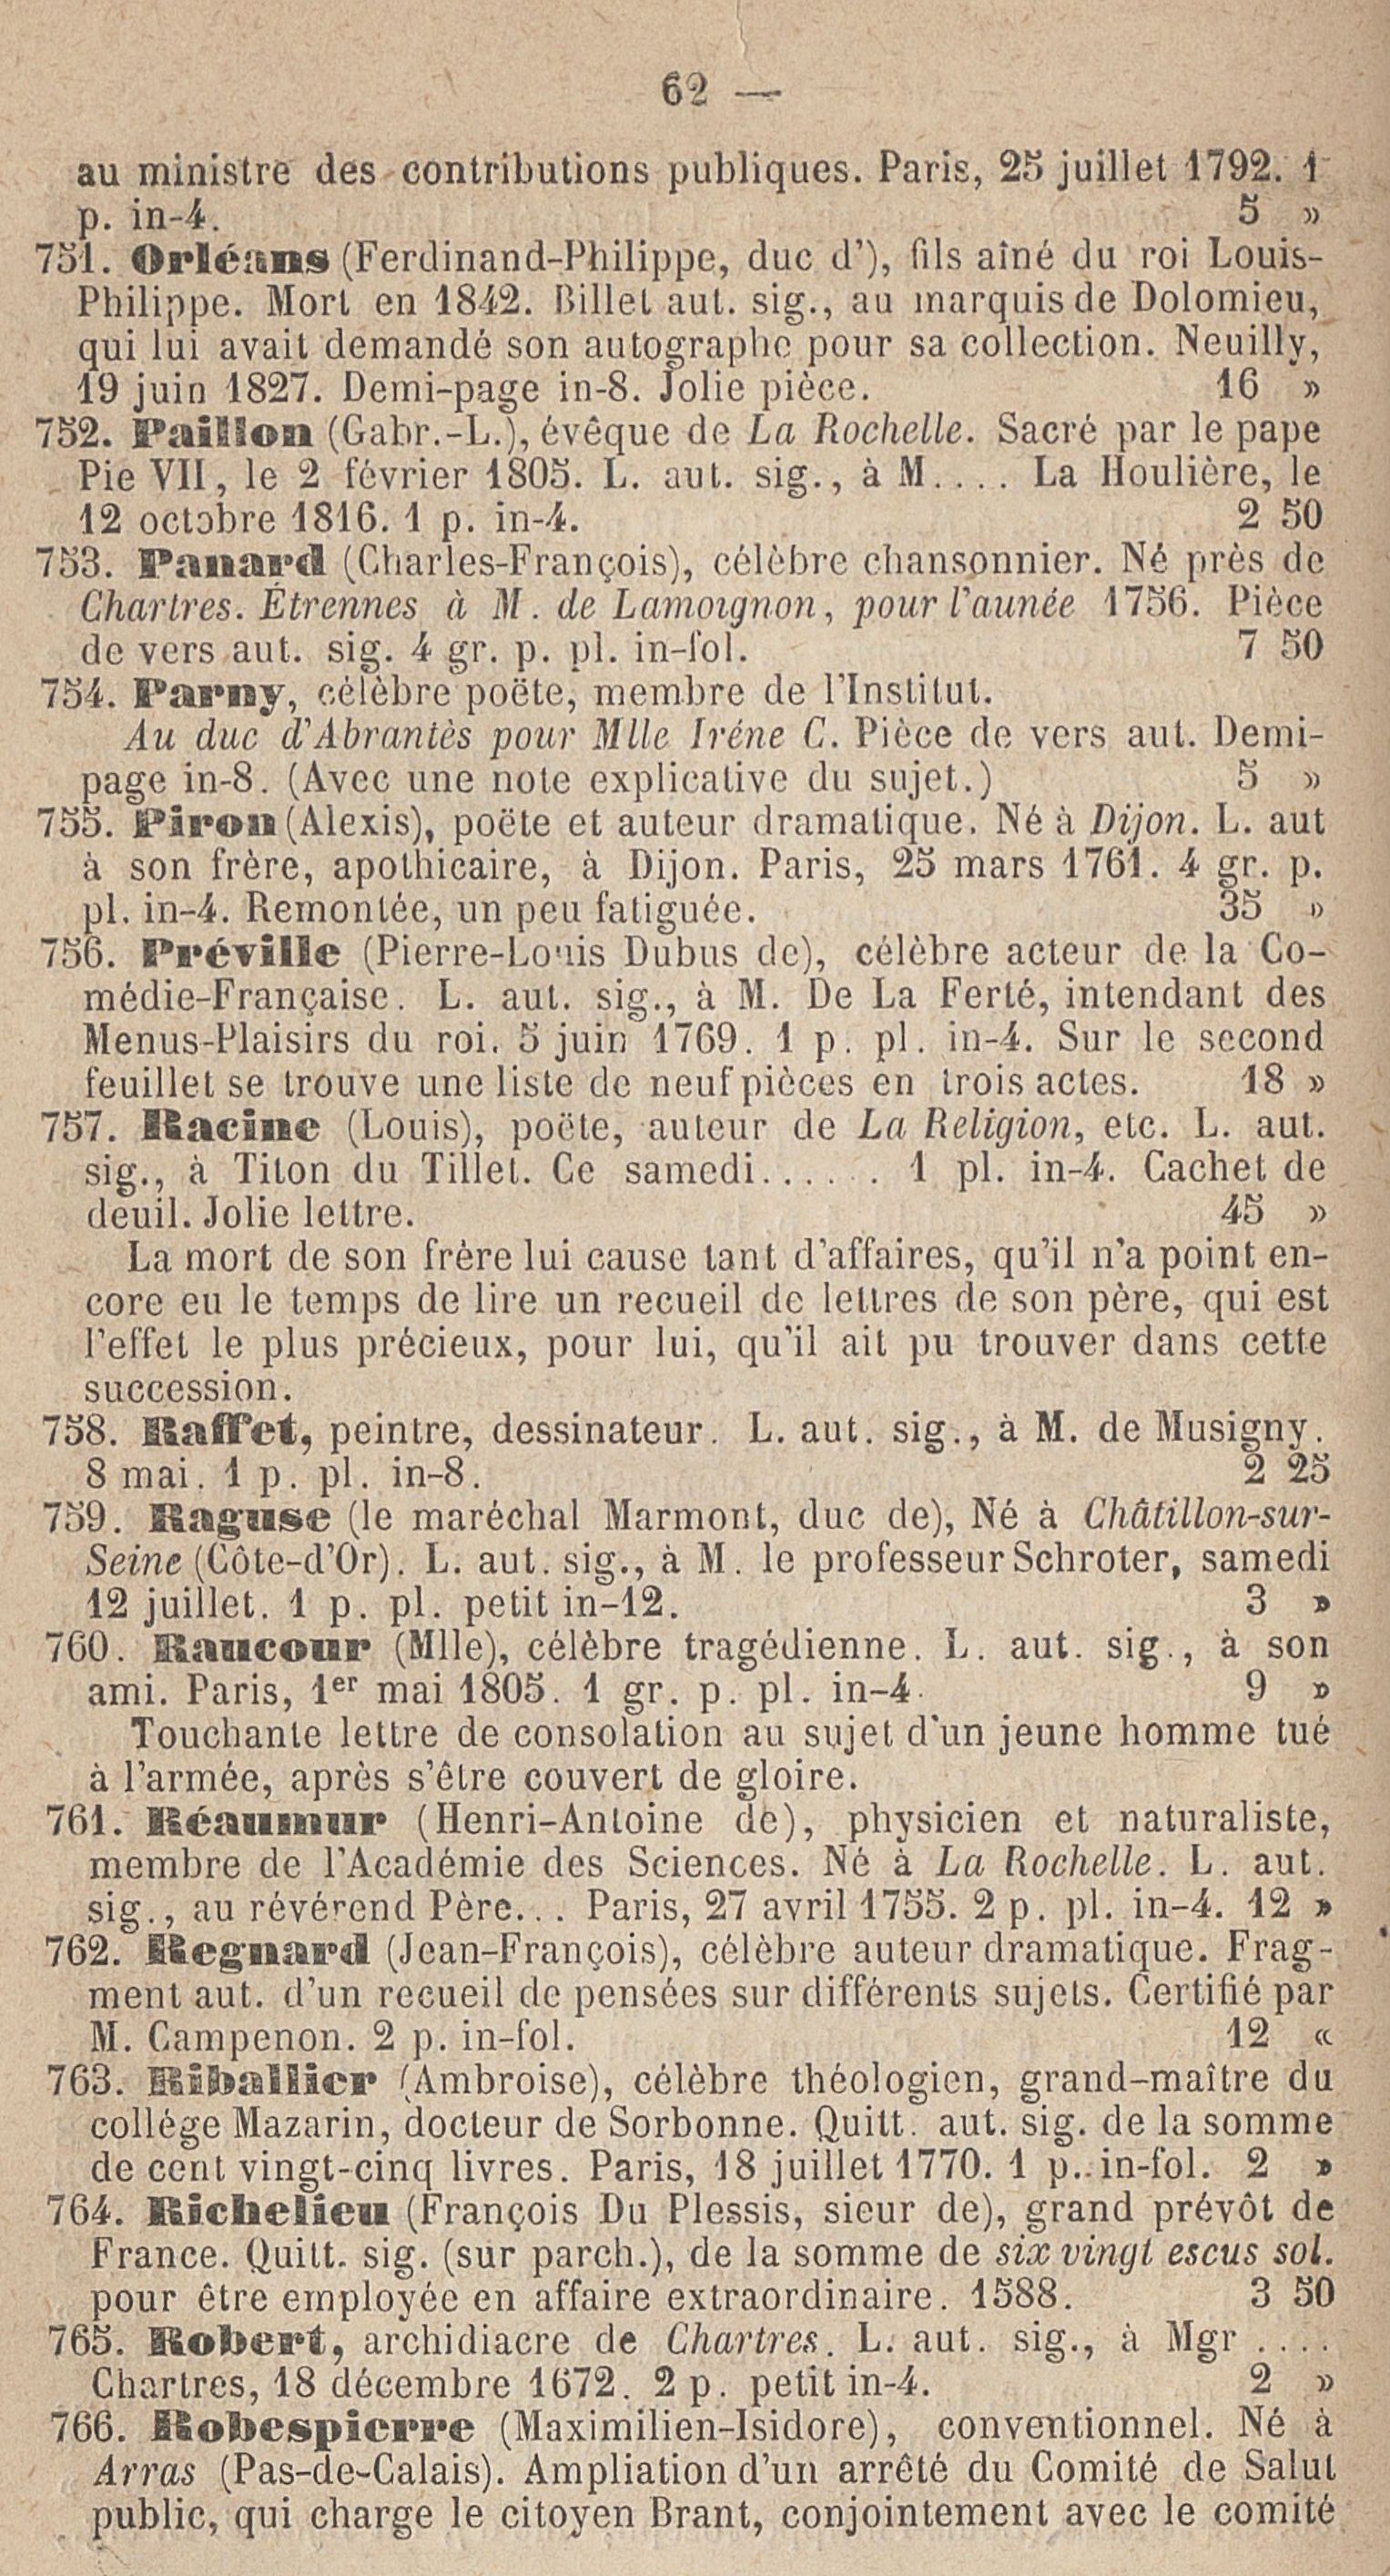 62 —
au ministre des contributions publiques. Paris, 25 juillet 1792. 1
p. in-4. 5 »
751. Orléans (Ferdinand-Philippe, duc d'), fils aîné du roi Louis-
Philippe. Mort en 1842. Billet aut. sig., au marquis de Dolomieu,
qui lui avait demandé son autographe pour sa collection. Neuilly,
19 juin 1827. Demi-page in-8. Jolie pièce. 16 »
752. Paillon (Gabr.-L.), évêque de La Rochelle. Sacré par le pape
Pie VII, le 2 février 1805. L. aut. sig., à M.... La Houlière, le
12 octobre 1816. 1 p. in-4. 2 50
753. Panard (Charles-François), célèbre chansonnier. Né près de
Chartres. Étrennes à M. de Lamoignon, pour l'aunée 1756. Pièce
de vers aut. sig. 4 gr. p. pl. in-fol. 7 50
754. Parny, célèbre poëte, membre de l'Institut.
Au duc d'Abrantès pour Mlle Iréne C. Pièce de vers aut. Demi-
page in-8. (Avec une note explicative du sujet.) 5 »
755. Piron (Alexis), poëte et auteur dramatique. Né à Dijon. L. aut
à son frère, apothicaire, à Dijon. Paris, 25 mars 1761. 4 gr. p.
pl. in-4. Remontée, un peu fatiguée. 35 »
756. Préville (Pierre-Louis Dubus de), célèbre acteur de la Co-
médie-Française. L. aut. sig., à M. De La Ferté, intendant des
Menus-Plaisirs du roi. 5 juin 1769. 1 p. pl. in-4. Sur le second
feuillet se trouve une liste de neuf pièces en trois actes. 18 »
757. Racine (Louis), poëte, auteur de La Religion, etc. L. aut.
sig., à Titon du Tillet. Ce samedi...... 1 pl. in-4. Cachet de
deuil. Jolie lettre. 45 »
La mort de son frère lui cause tant d'affaires, qu'il n'a point en-
core eu le temps de lire un recueil de lettres de son père, qui est
l'effet le plus précieux, pour lui, qu'il ait pu trouver dans cette
succession.
758. Raffet, peintre, dessinateur. L. aut. sig., à M. de Musigny.
8 mai. 1 p. pl. in-8. 2 25
759. Raguse (le maréchal Marmont, duc de), Né à Châtillon-sur-
Seine (Côte-d'Or). L. aut. sig., à M. le professeur Schroter, samedi
12 juillet. 1 p. pl. petit in-12. 3 »
760. Raucour (Mlle), célèbre tragédienne. L. aut. sig., à son
ami. Paris, 1er mai 1805. 1 gr. p. pl. in-4. 9 »
Touchante lettre de consolation au sujet d'un jeune homme tué
à l'armée, après s'être couvert de gloire.
761. Réaumur (Henri-Antoine de), physicien et naturaliste,
membre de l'Académie des Sciences. Né à La Rochelle. L. aut.
sig., au révérend Père... Paris, 27 avril 1755. 2 p. pl. in-4. 12 »
762. Regnard (Jean-François), célèbre auteur dramatique. Frag-
ment aut. d'un recueil de pensées sur différents sujets. Certifié par
M. Campenon. 2 p. in-fol. 12 «
763. Riballier (Ambroise), célèbre théologien, grand-maître du
collége Mazarin, docteur de Sorbonne. Quitt. aut. sig. de la somme
de cent vingt-cinq livres. Paris, 18 juillet 1770. 1 p. in-fol. 2 »
764. Richelieu (François Du Plessis, sieur de), grand prévôt de
France. Quitt. sig. (sur parch.), de la somme de six vingt escus sol.
pour être employée en affaire extraordinaire. 1588. 3 50
765. Robert, archidiacre de Chartres. L. aut. sig., à Mgr ....
Chartres, 18 décembre 1672. 2 p. petit in-4. 2 »
766. Robespierre (Maximilien-Isidore), conventionnel. Né à
Arras (Pas-de-Calais). Ampliation d'un arrêté du Comité de Salut
public, qui charge le citoyen Brant, conjointement avec le comité